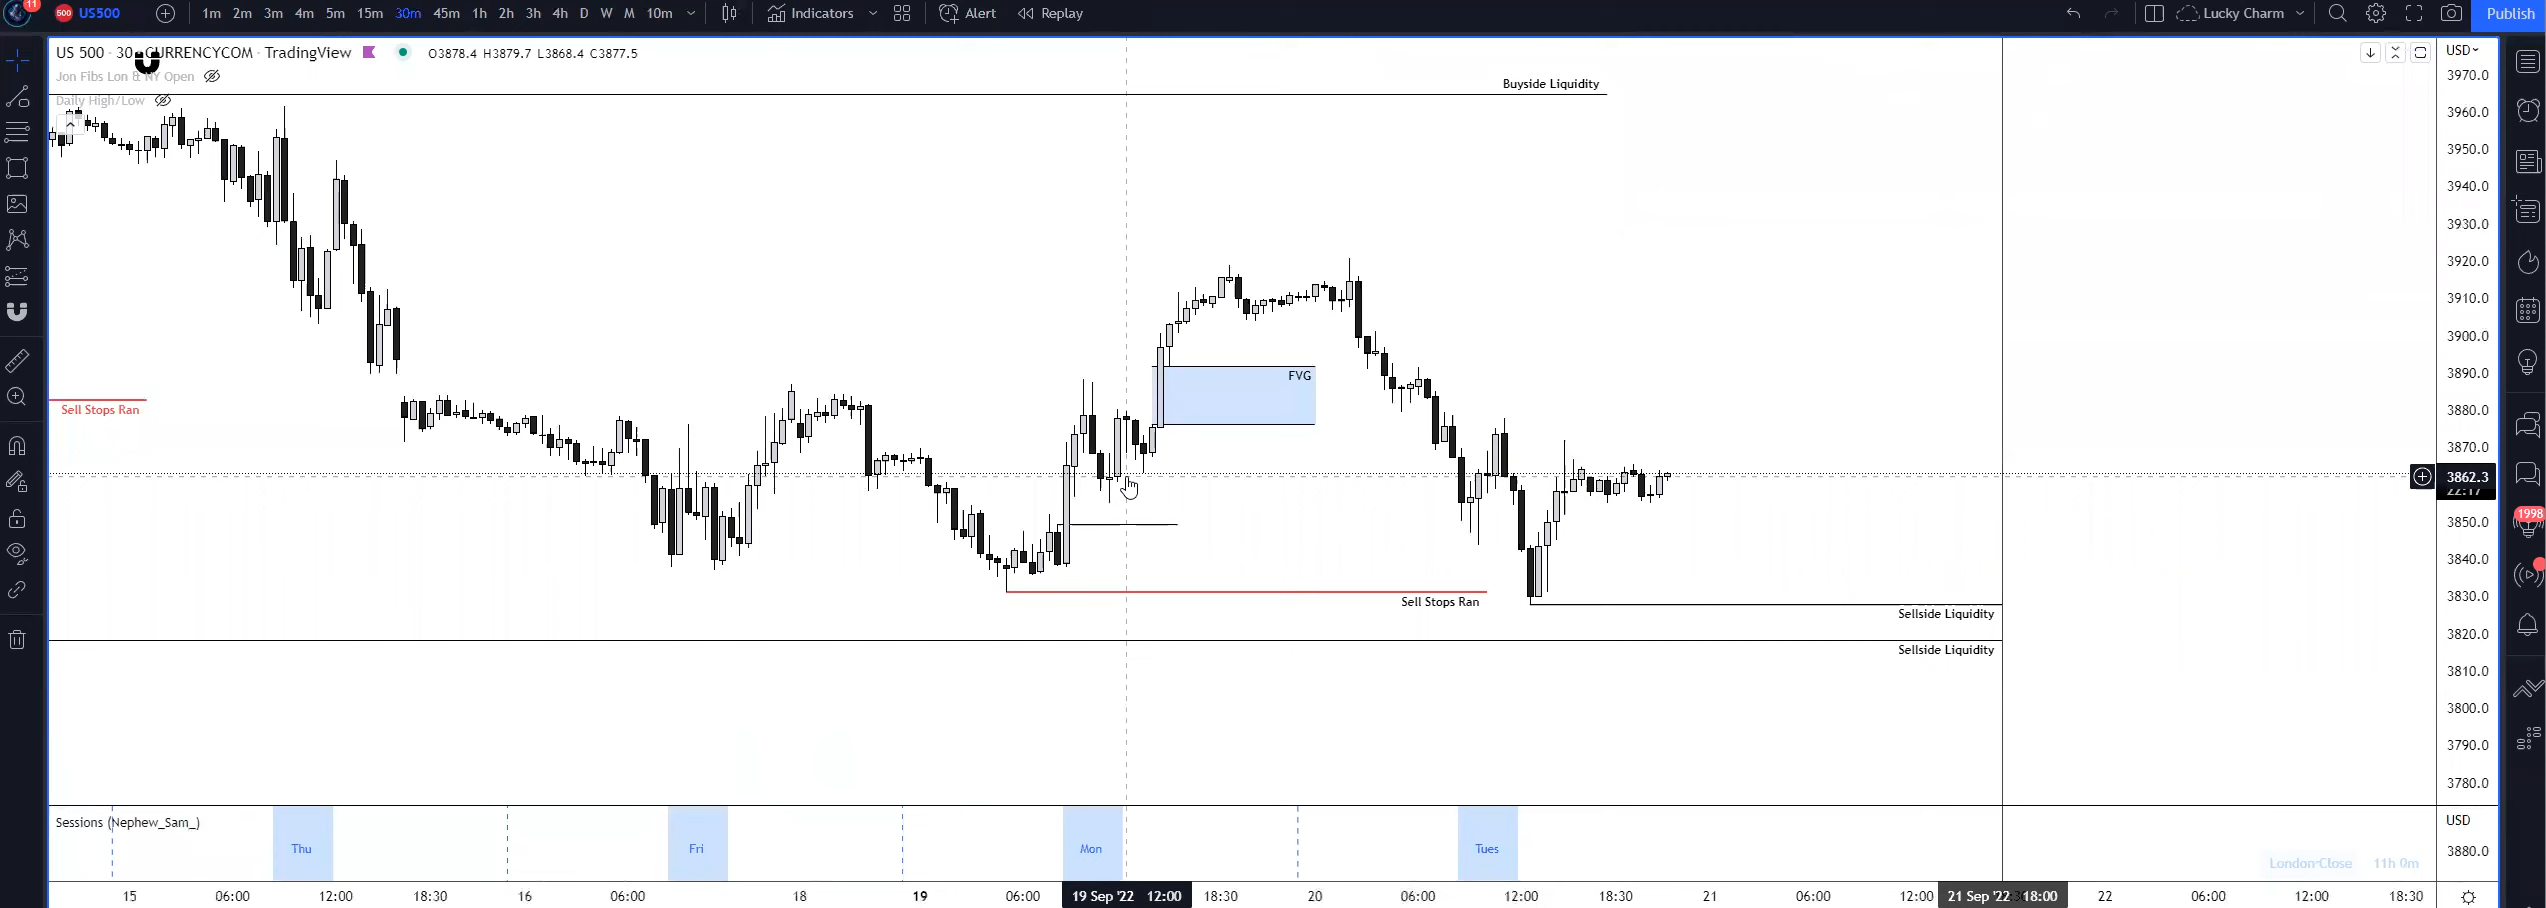 11
500 US500 1m 2m 3m 4m 5m 15m 30m 45m 1h 2h 3h 4h D W M 10m Indicators Alert Replay Lucky Charm Publish
US 500 · 30 · CURRENCYCOM · TradingView O3878.4 H3879.7 L3868.4 C3877.5 USD
Jon Fibs Lon & NY Open
Daily High/Low
Buyside Liquidity
3970.0
3960.0
3950.0
3940.0
3930.0
3920.0
3910.0
3900.0
3890.0
FVG
3880.0
Sell Stops Ran
3870.0
3862.3
22:17
1998
3850.0
3840.0
3830.0
Sell Stops Ran
Sellside Liquidity
3820.0
Sellside Liquidity
3810.0
3800.0
3790.0
3780.0
Sessions (Nephew_Sam_) USD
Thu Fri Mon Tues 3880.0
London Close 11h 0m
15 06:00 12:00 18:30 16 06:00 18 19 06:00 19 Sep '22 12:00 18:30 20 06:00 12:00 18:30 21 06:00 12:00 21 Sep '22 18:00 22 06:00 12:00 18:30